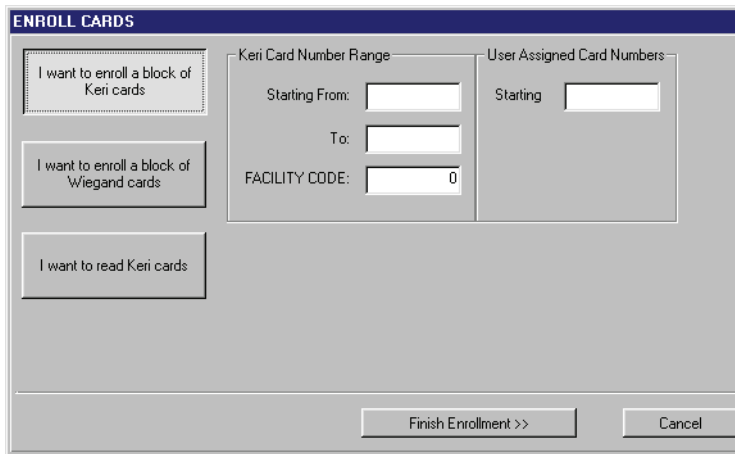 ENROLL CARDS
I want to enroll a block of
Keri cards
I want to enroll a block of
Wiegand cards
I want to read Keri cards
Keri Card Number Range
Starting From:
To:
FACILITY CODE: 0
User Assigned Card Numbers
Starting
Finish Enrollment >>
Cancel